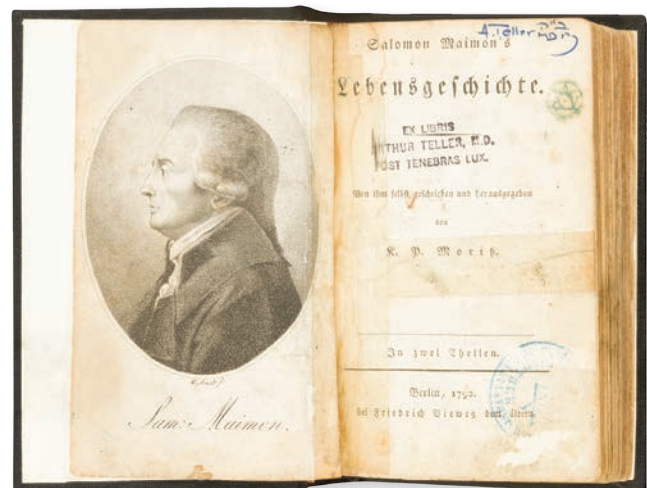 Sam: Maimon.
A. Teller
Salomon Maimon's
Lebensgeschichte.
EX LIBRIS
ARTHUR TELLER, M.D.
POST TENEBRAS LUX.
Von ihm selbst geschrieben und herausgegeben
von
K. P. Moritz.
In zwei Theilen.
Berlin, 1792.
bei Friedrich Vieweg dem ältern